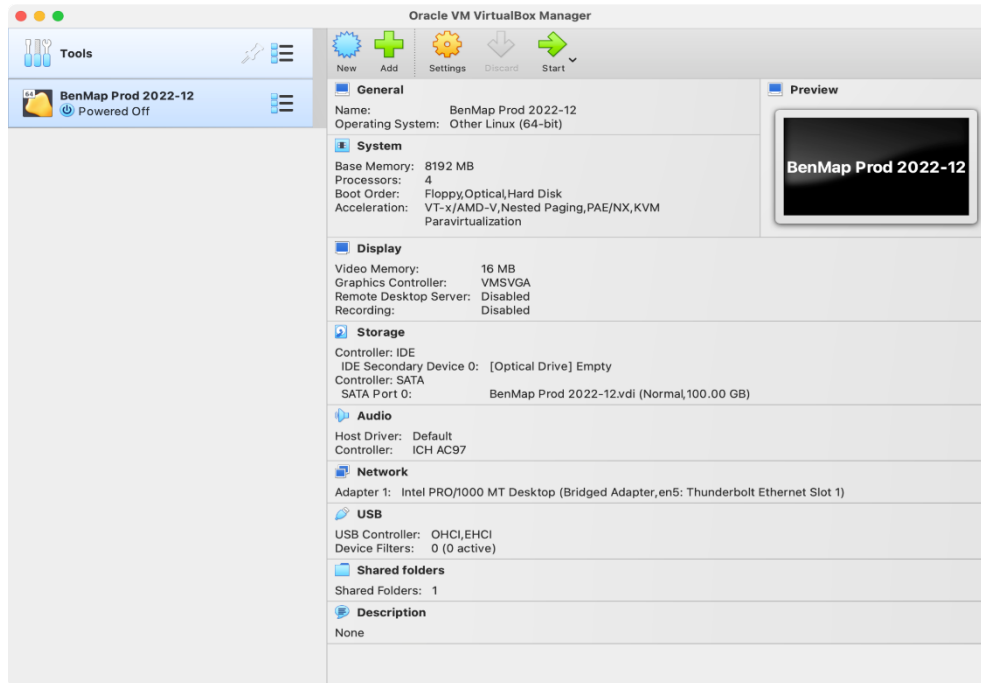 Oracle VM VirtualBox Manager
Tools
New Add Settings Discard Start
64
BenMap Prod 2022-12
Powered Off
General
Name: BenMap Prod 2022-12
Operating System: Other Linux (64-bit)
Preview
BenMap Prod 2022-12
System
Base Memory: 8192 MB
Processors: 4
Boot Order: Floppy,Optical,Hard Disk
Acceleration: VT-x/AMD-V,Nested Paging,PAE/NX,KVM
Paravirtualization
Display
Video Memory: 16 MB
Graphics Controller: VMSVGA
Remote Desktop Server: Disabled
Recording: Disabled
Storage
Controller: IDE
IDE Secondary Device 0: [Optical Drive] Empty
Controller: SATA
SATA Port 0: BenMap Prod 2022-12.vdi (Normal,100.00 GB)
Audio
Host Driver: Default
Controller: ICH AC97
Network
Adapter 1: Intel PRO/1000 MT Desktop (Bridged Adapter,en5: Thunderbolt Ethernet Slot 1)
USB
USB Controller: OHCI,EHCI
Device Filters: 0 (0 active)
Shared folders
Shared Folders: 1
Description
None